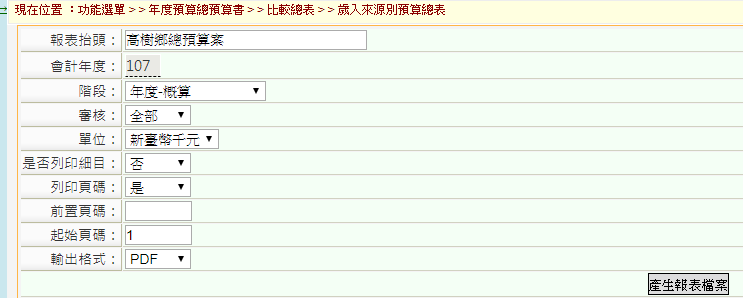 現在位置 ：功能選單>>年度預算總預算書>>比較總表>>歲入來源別預算總表
報表抬頭： 高樹鄉總預算案
會計年度： 107
階段： 年度-概算
審核： 全部
單位： 新臺幣千元
是否列印細目： 否
列印頁碼： 是
前置頁碼：
起始頁碼： 1
輸出格式： PDF
產生報表檔案